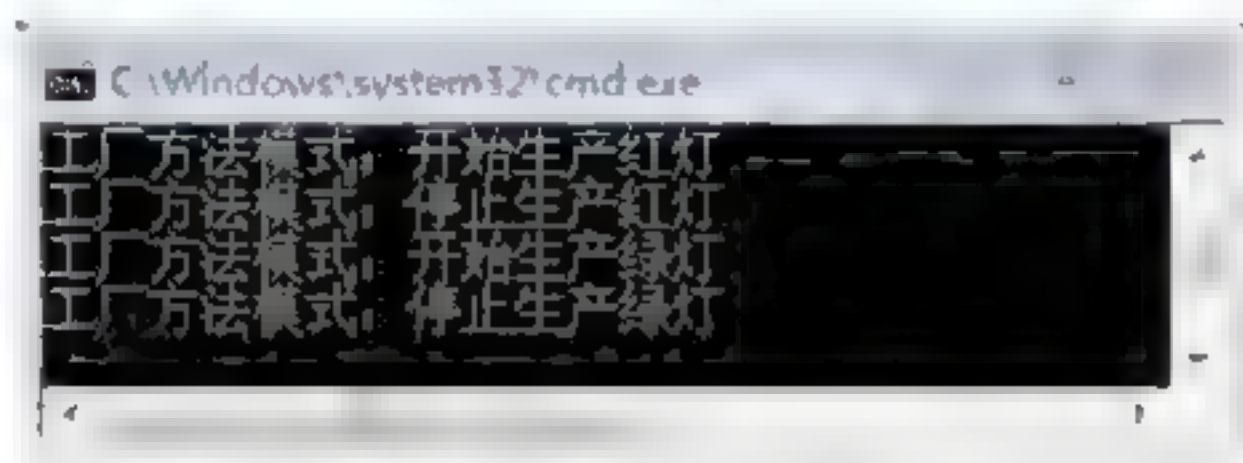 C:\Windows\system32\cmd.exe
工厂方法模式: 开始生产红灯
工厂方法模式: 停止生产红灯
工厂方法模式: 开始生产绿灯
工厂方法模式: 停止生产绿灯